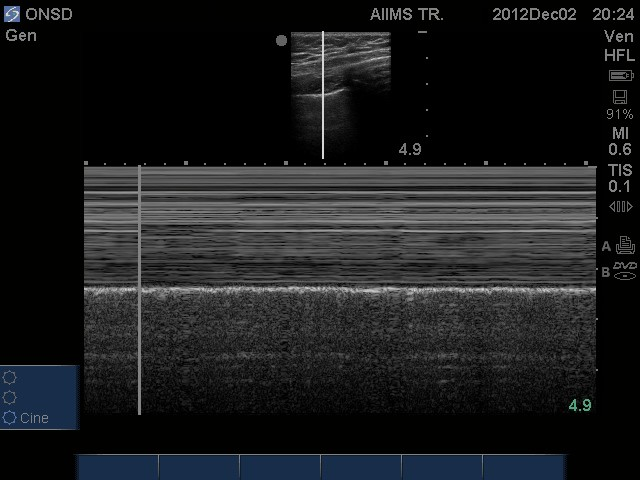 ONSD AIIMS TR. 2012Dec02 20:24
Gen
Ven
HFL
91%
MI
0.6
TIS
0.1
4.9
A
DVD
B
4.9
Cine